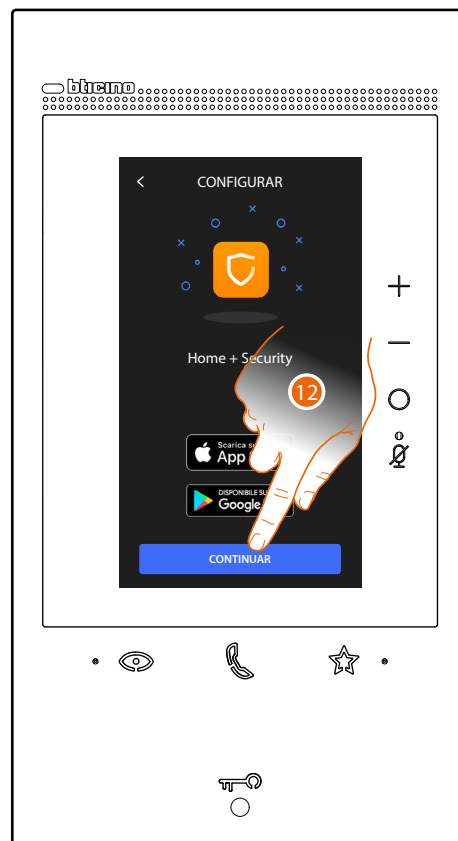 bticino
CONFIGURAR
Home + Security
12
Scarica su
App
DISPONIBILE SU
Google
CONTINUAR